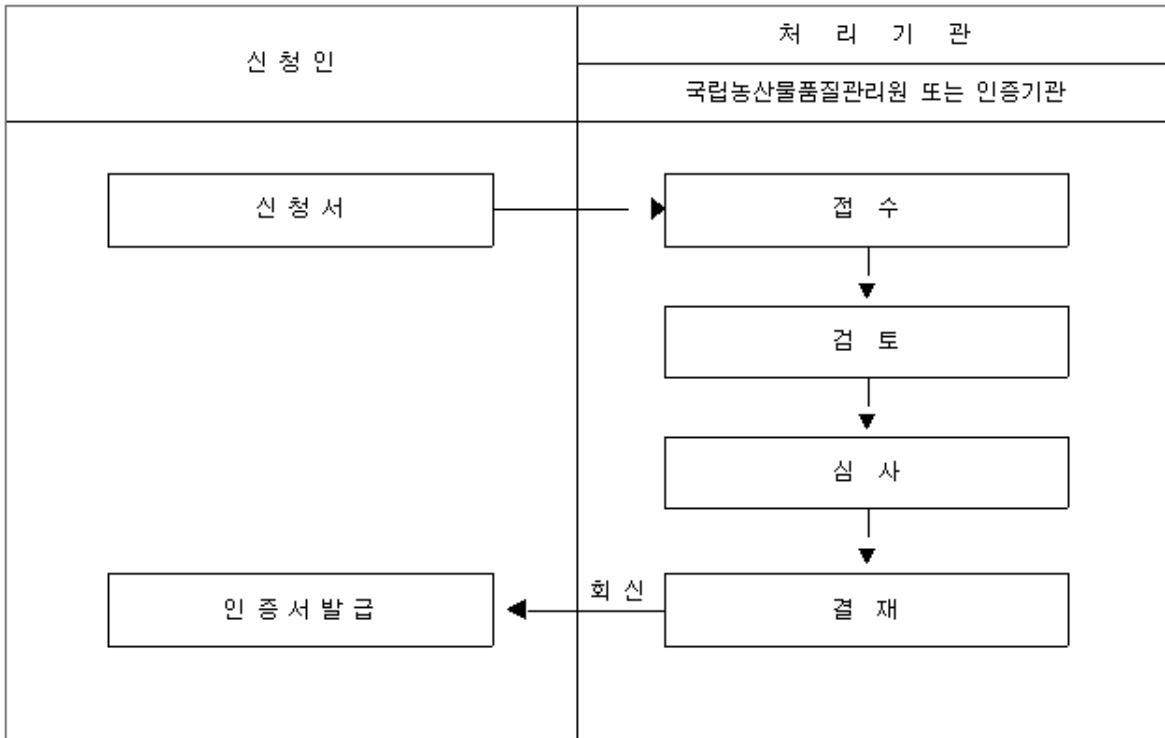 신 청 인
처 리 기 관
국립농산물품질관리원 또는 인증기관
신 청 서
접 수
검 토
심 사
회 신
인 증 서 발 급
결 재